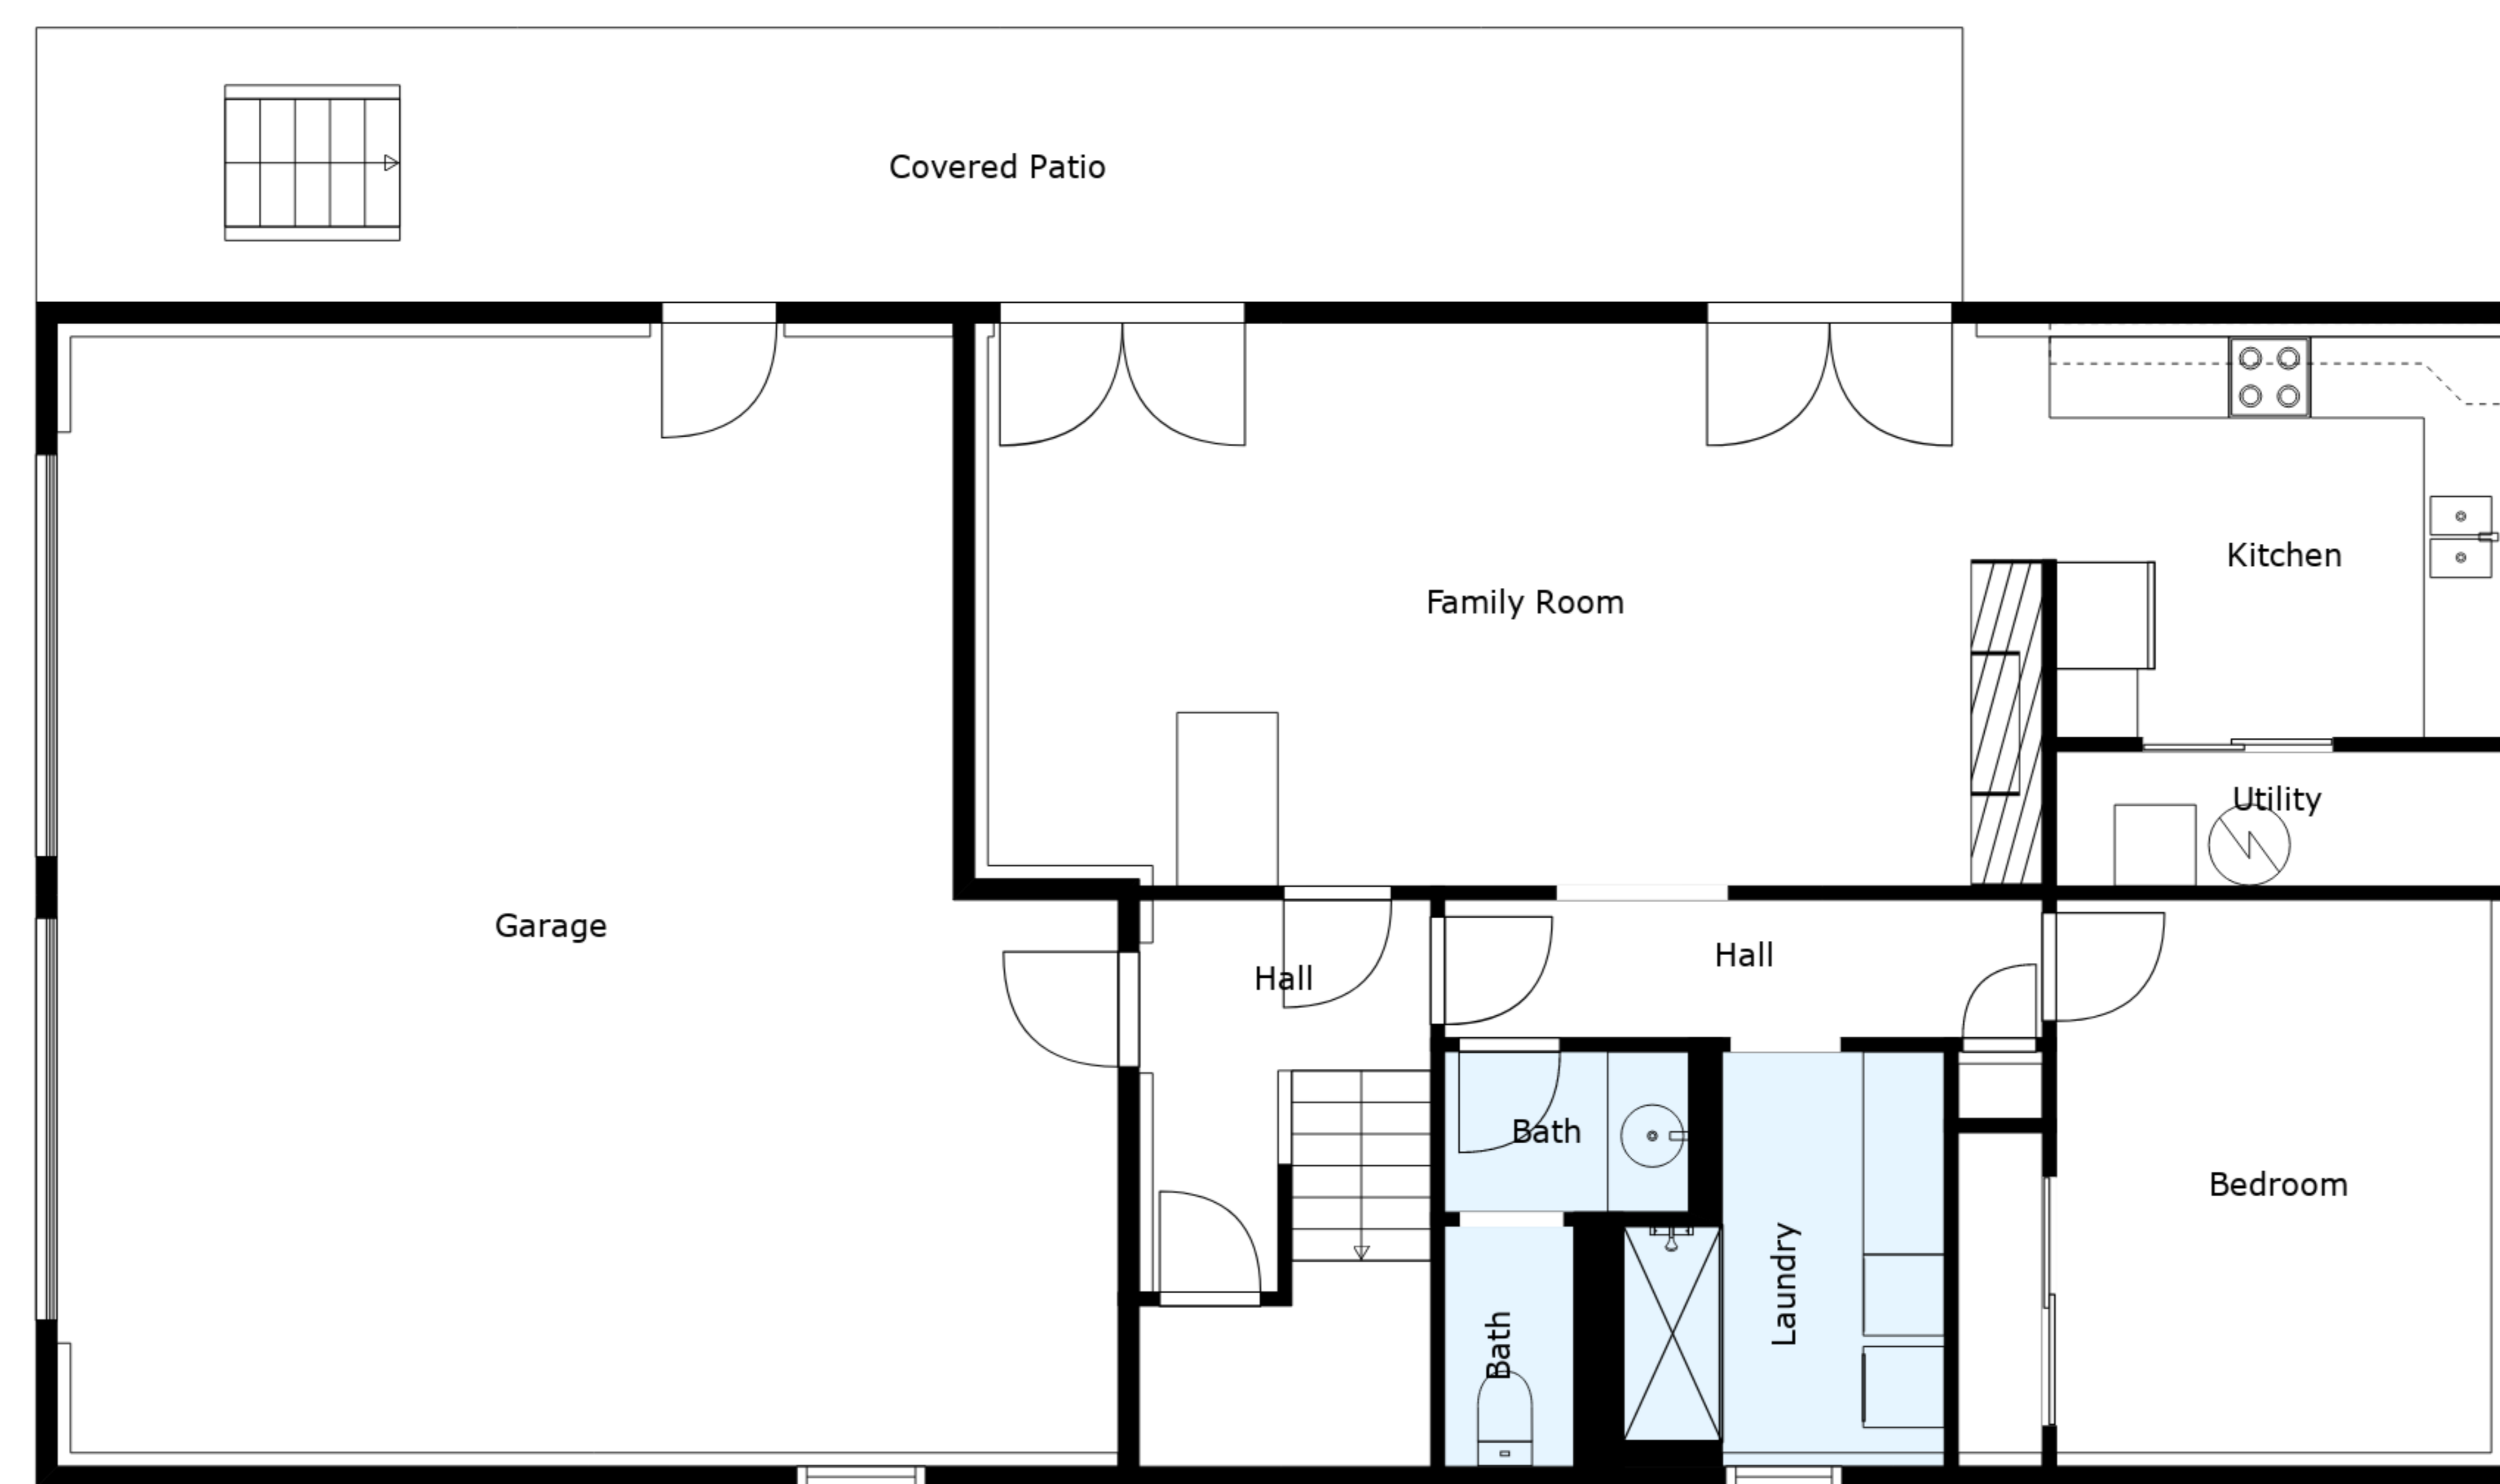 Covered Patio
Kitchen
Family Room
Utility
Garage
Hall
Hall
Bath
Bedroom
Laundry
Bath